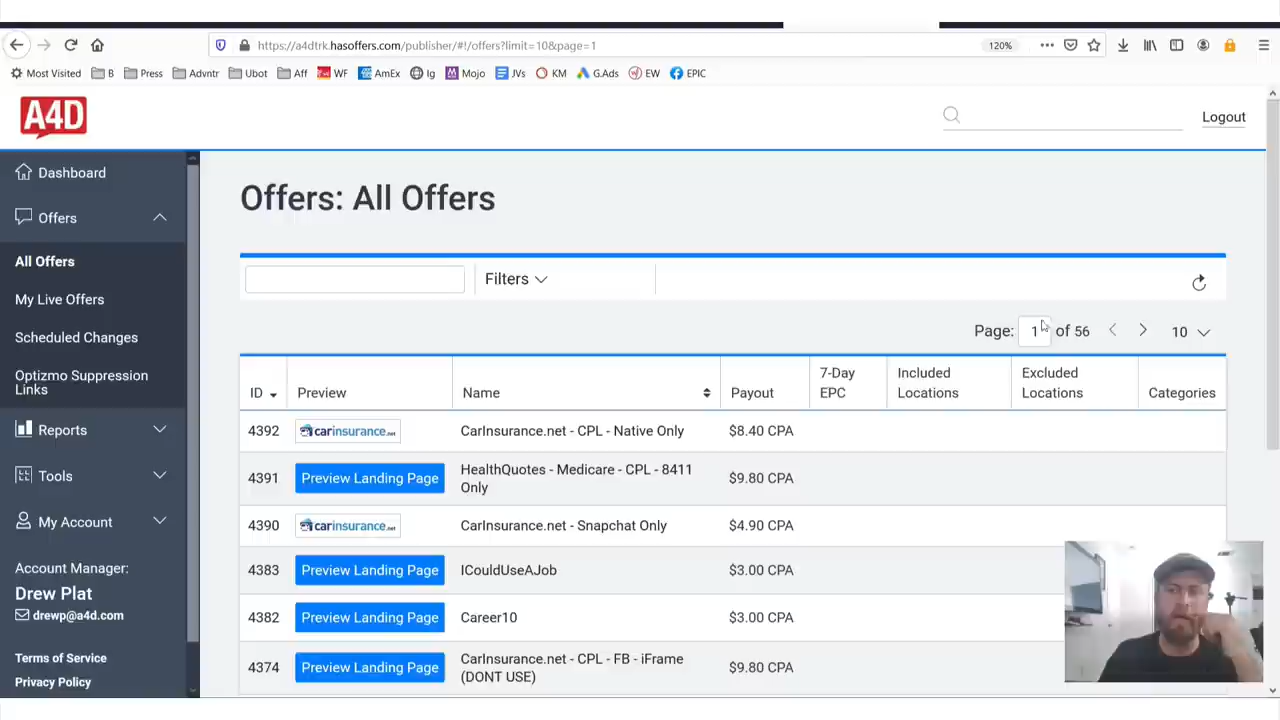 https://a4dtrk.hasoffers.com/publisher/#!/offers?limit=10&page=1
120%
Most Visited
B
Press
Advntr
Ubot
Aff
WF
AmEx
Ig
Mojo
JVs
KM
G.Ads
EW
EPIC
A4D
Logout
Dashboard
Offers
All Offers
My Live Offers
Scheduled Changes
Optizmo Suppression
Links
Reports
Tools
My Account
Account Manager:
Drew Plat
drewp@a4d.com
Terms of Service
Privacy Policy
Offers: All Offers
Filters
Page: 1 of 56 10
ID Preview Name Payout 7-Day EPC Included Locations Excluded Locations Categories
4392 carinsurance.net CarInsurance.net - CPL - Native Only $8.40 CPA
4391 Preview Landing Page HealthQuotes - Medicare - CPL - 8411 Only $9.80 CPA
4390 carinsurance.net CarInsurance.net - Snapchat Only $4.90 CPA
4383 Preview Landing Page ICouldUseAJob $3.00 CPA
4382 Preview Landing Page Career10 $3.00 CPA
4374 Preview Landing Page CarInsurance.net - CPL - FB - iFrame (DONT USE) $9.80 CPA